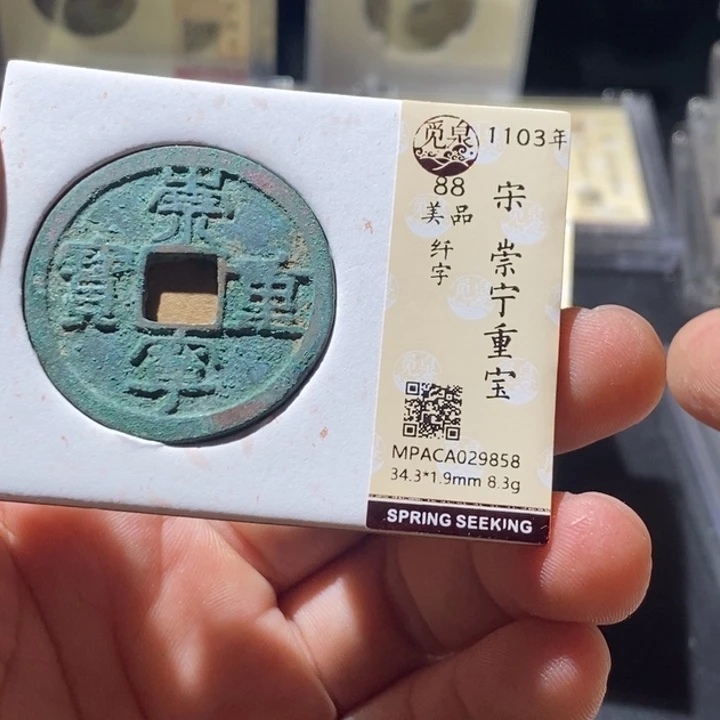 崇
重
寶
寧
觅泉
1103年
88
美品
纤字
宋 崇宁重宝
MPACA029858
34.3*1.9mm 8.3g
SPRING SEEKING